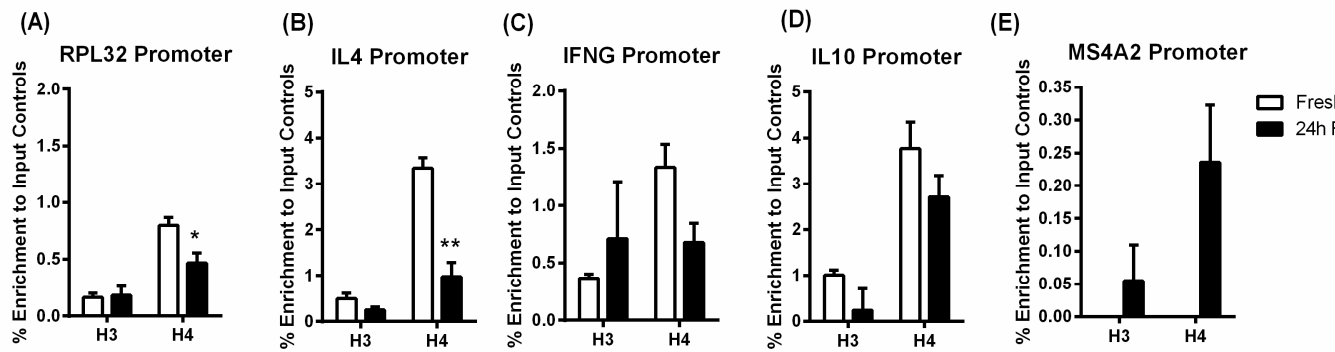 (A) (B) (C) (D) (E)
RPL32 Promoter IL4 Promoter IFNG Promoter IL10 Promoter MS4A2 Promoter
% Enrichment to Input Controls
2.0
1.5
1.0
0.5
0.0
*
H3 H4
% Enrichment to Input Controls
5
4
3
2
1
0
**
H3 H4
% Enrichment to Input Controls
2.0
1.5
1.0
0.5
0.0
H3 H4
% Enrichment to Input Controls
5
4
3
2
1
0
H3 H4
% Enrichment to Input Controls
0.35
0.30
0.25
0.20
0.15
0.10
0.05
0.00
H3 H4
24h